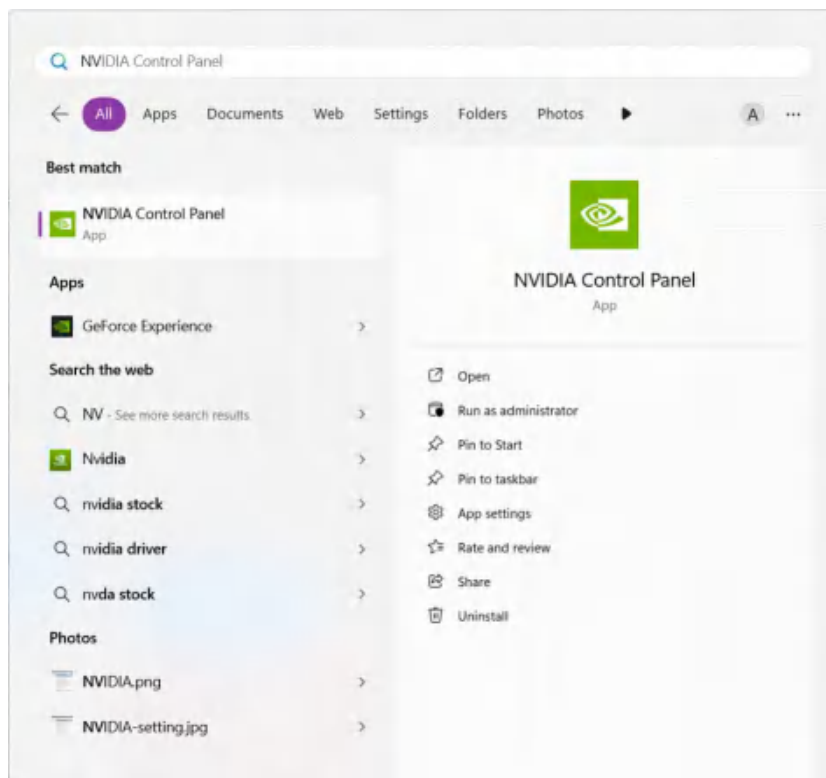 NVIDIA Control Panel
All Apps Documents Web Settings Folders Photos A ...
Best match
NVIDIA Control Panel
App
Apps
GeForce Experience
Search the web
NV - See more search results
Nvidia
nvidia stock
nvidia driver
nvda stock
Photos
NVIDIA.png
NVIDIA-setting.jpg
NVIDIA Control Panel
App
Open
Run as administrator
Pin to Start
Pin to taskbar
App settings
Rate and review
Share
Uninstall